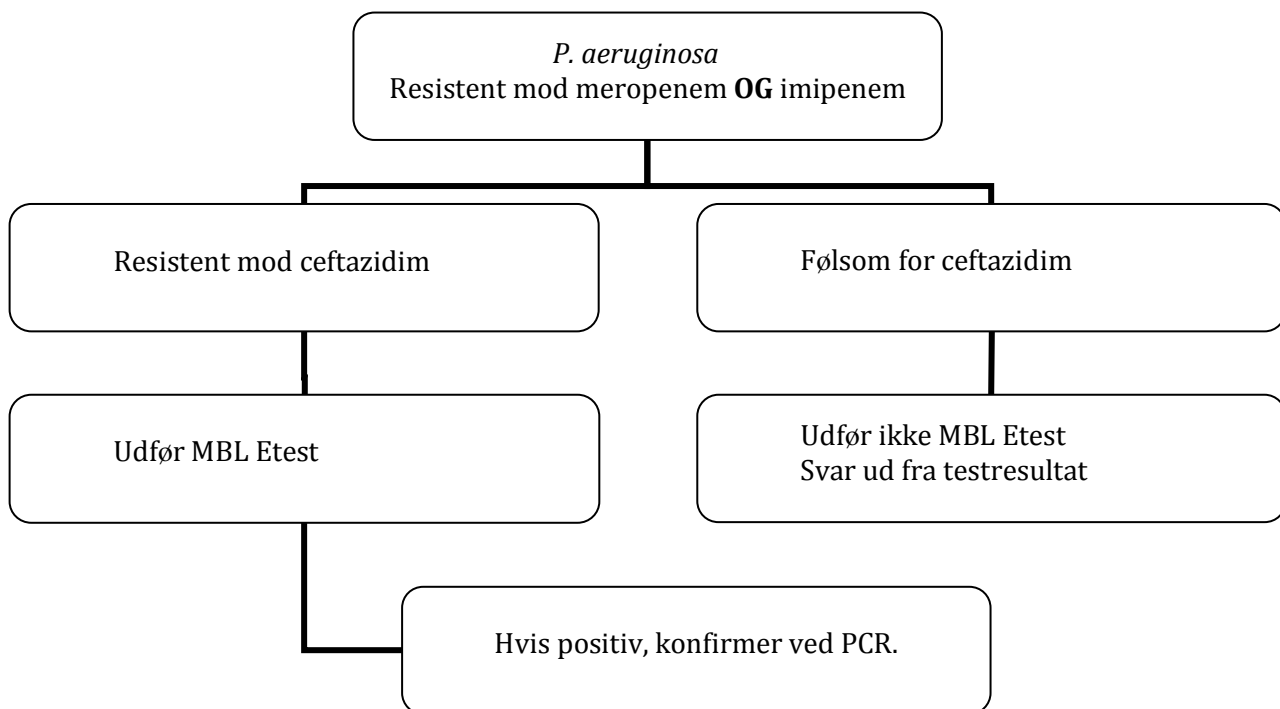 P. aeruginosa
Resistent mod meropenem OG imipenem
Resistent mod ceftazidim
Følsom for ceftazidim
Udfør MBL Etest
Udfør ikke MBL Etest
Svar ud fra testresultat
Hvis positiv, konfirmer ved PCR.